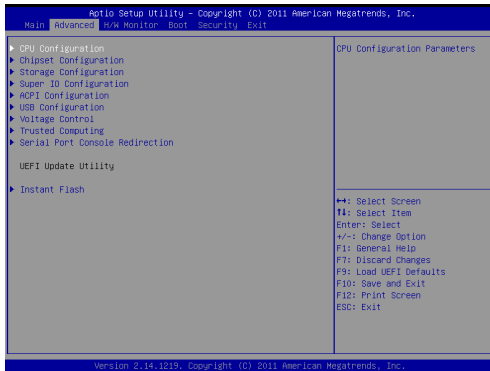 Aptio Setup Utility – Copyright (C) 2011 American Megatrends, Inc.
Main Advanced H/W Monitor Boot Security Exit
CPU Configuration
Chipset Configuration
Storage Configuration
Super IO Configuration
ACPI Configuration
USB Configuration
Voltage Control
Trusted Computing
Serial Port Console Redirection
UEFI Update Utility
Instant Flash
CPU Configuration Parameters
↔: Select Screen
↑↓: Select Item
Enter: Select
+/-: Change Option
F1: General Help
F7: Discard Changes
F9: Load UEFI Defaults
F10: Save and Exit
F12: Print Screen
ESC: Exit
Version 2.14.1219. Copyright (C) 2011 American Megatrends, Inc.